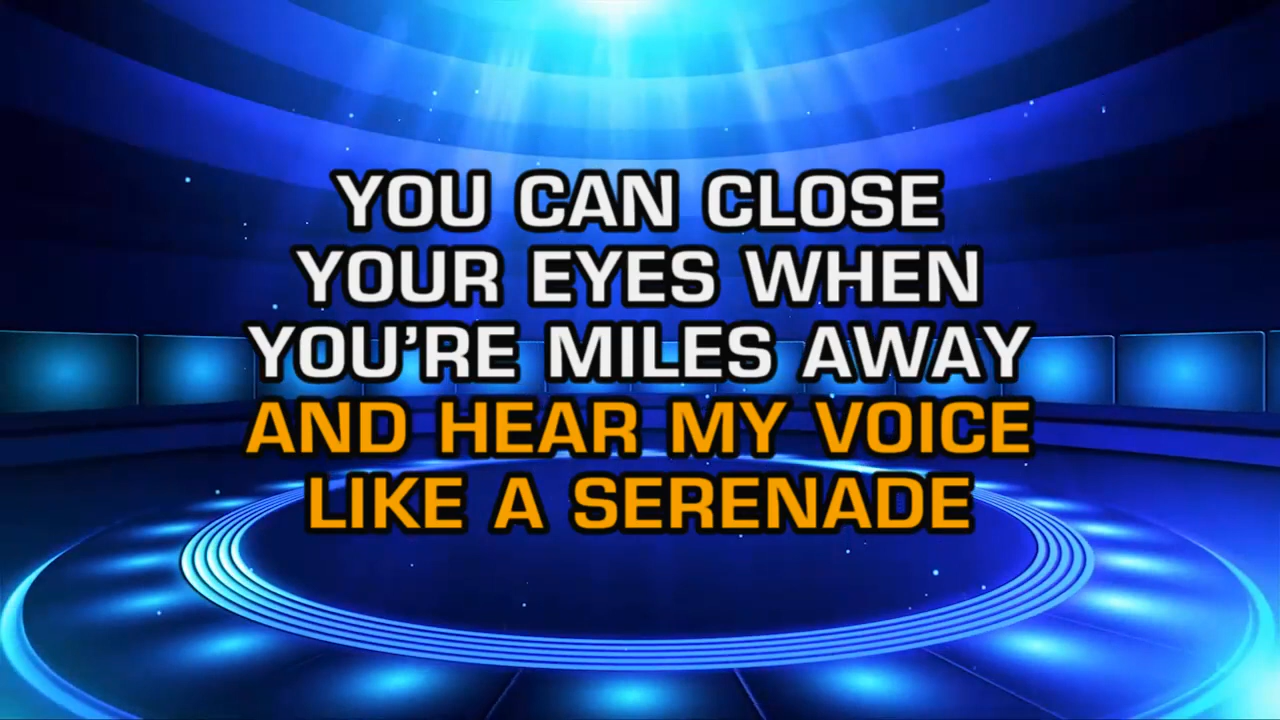 YOU CAN CLOSE
YOUR EYES WHEN
YOU'RE MILES AWAY
AND HEAR MY VOICE
LIKE A SERENADE